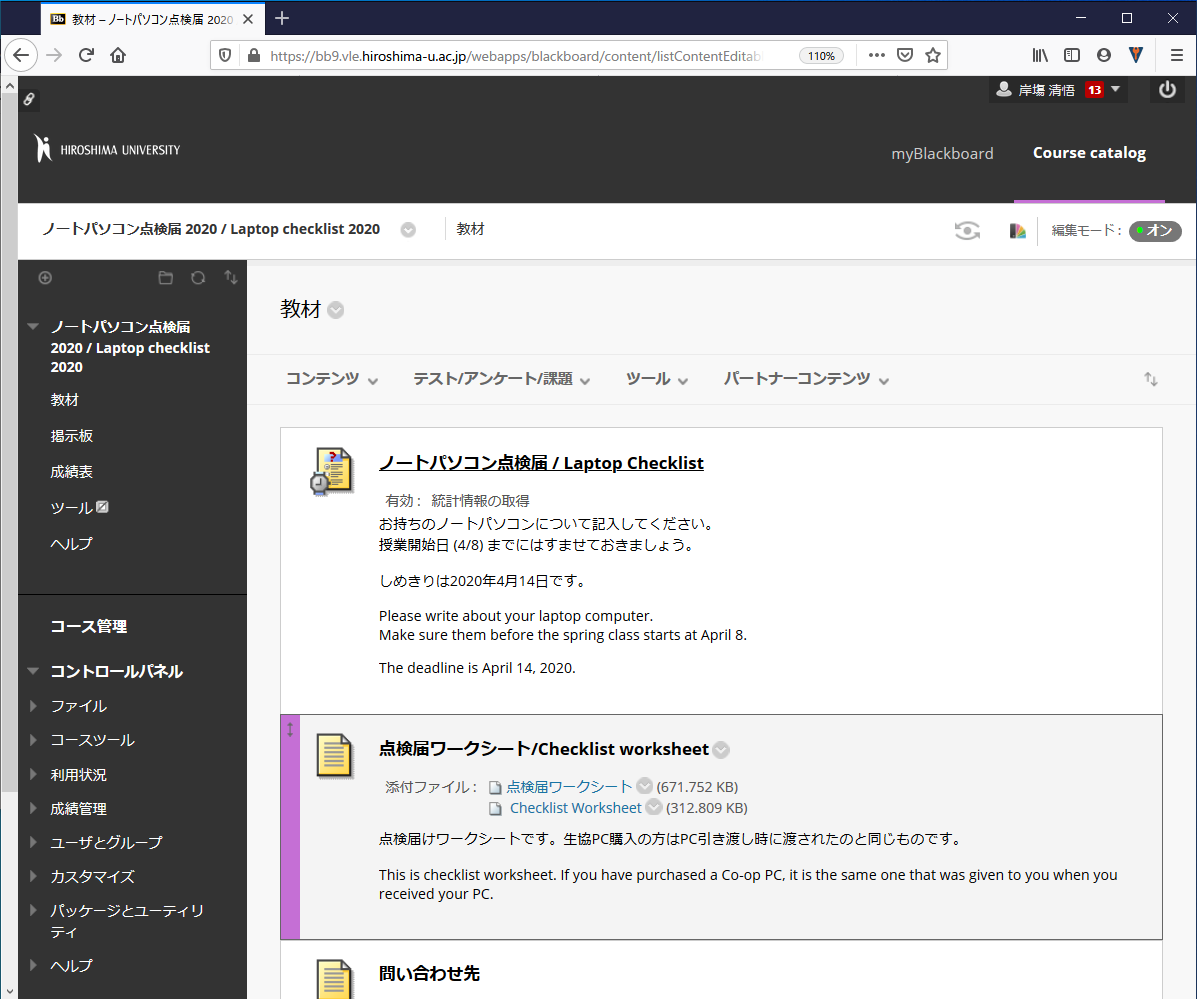 Bb 教材 – ノートパソコン点検届 2020
https://bb9.vle.hiroshima-u.ac.jp/webapps/blackboard/content/listContentEditab
110%
岸塲 清悟 13
HIROSHIMA UNIVERSITY
myBlackboard
Course catalog
ノートパソコン点検届 2020 / Laptop checklist 2020
教材
編集モード : オン
ノートパソコン点検届
2020 / Laptop checklist
2020
教材
掲示板
成績表
ツール
ヘルプ
コース管理
コントロールパネル
ファイル
コースツール
利用状況
成績管理
ユーザとグループ
カスタマイズ
パッケージとユーティリ
ティ
ヘルプ
教材
コンテンツ
テスト/アンケート/課題
ツール
パートナーコンテンツ
ノートパソコン点検届 / Laptop Checklist
有効 : 統計情報の取得
お持ちのノートパソコンについて記入してください。
授業開始日 (4/8) までにはすませておきましょう。
しめきりは2020年4月14日です。
Please write about your laptop computer.
Make sure them before the spring class starts at April 8.
The deadline is April 14, 2020.
点検届ワークシート/Checklist worksheet
添付ファイル : 点検届ワークシート (671.752 KB)
Checklist Worksheet (312.809 KB)
点検届けワークシートです。生協PC購入の方はPC引き渡し時に渡されたのと同じものです。
This is checklist worksheet. If you have purchased a Co-op PC, it is the same one that was given to you when you
received your PC.
問い合わせ先